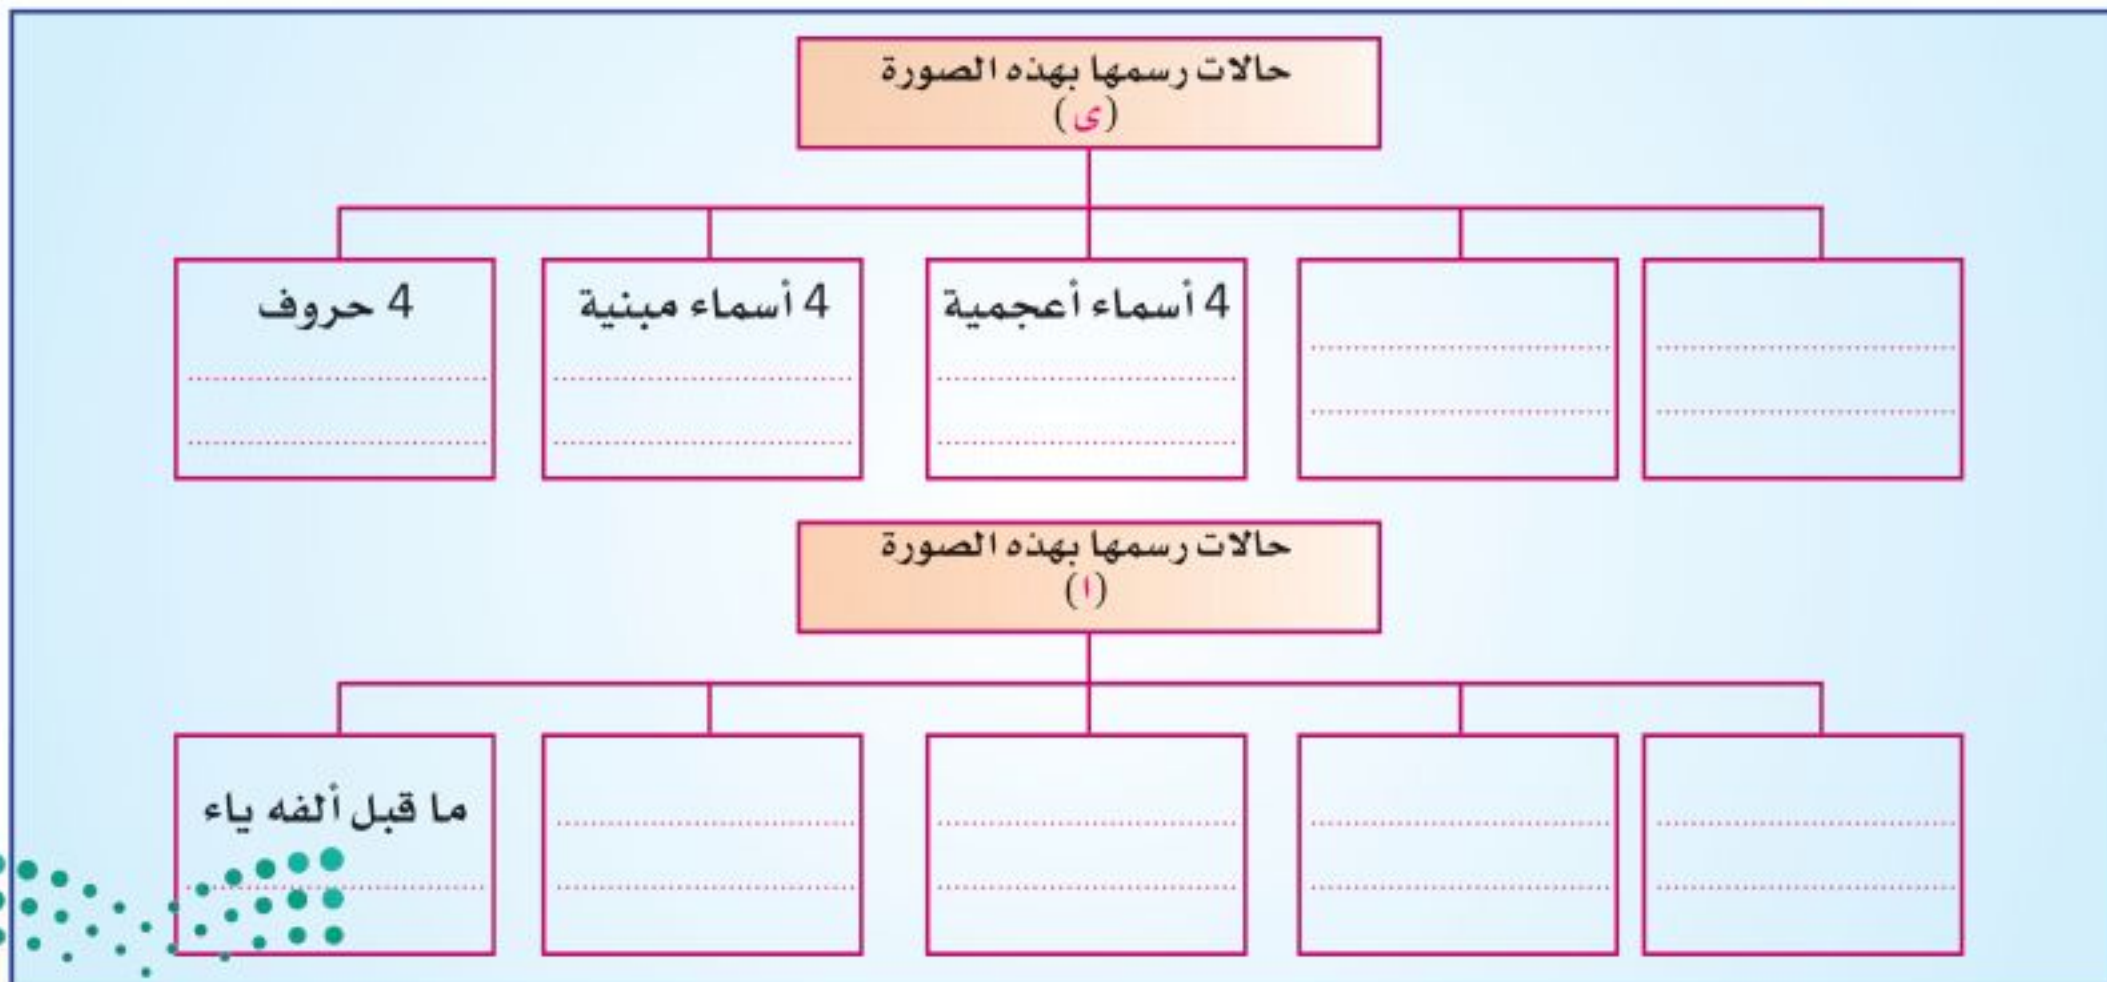 حالات رسمها بهذه الصورة
(ى)
4 أسماء أعجمية
4 أسماء مبنية
4 حروف
حالات رسمها بهذه الصورة
(ا)
ما قبل ألفه ياء